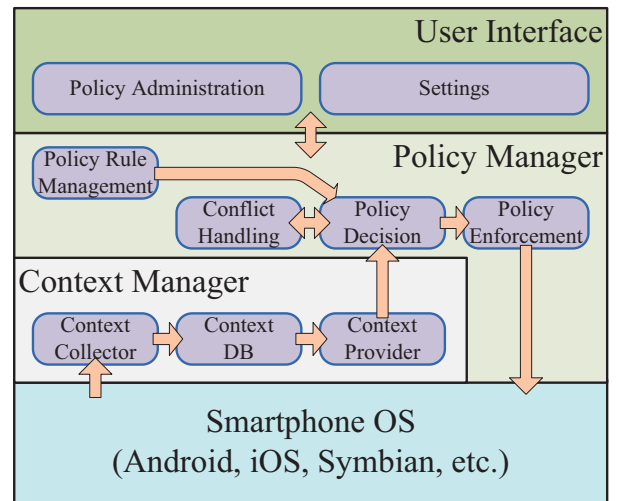 User Interface
Policy Administration
Settings
Policy Manager
Policy Rule
Management
Conflict
Handling
Policy
Decision
Policy
Enforcement
Context Manager
Context
Collector
Context
DB
Context
Provider
Smartphone OS
(Android, iOS, Symbian, etc.)